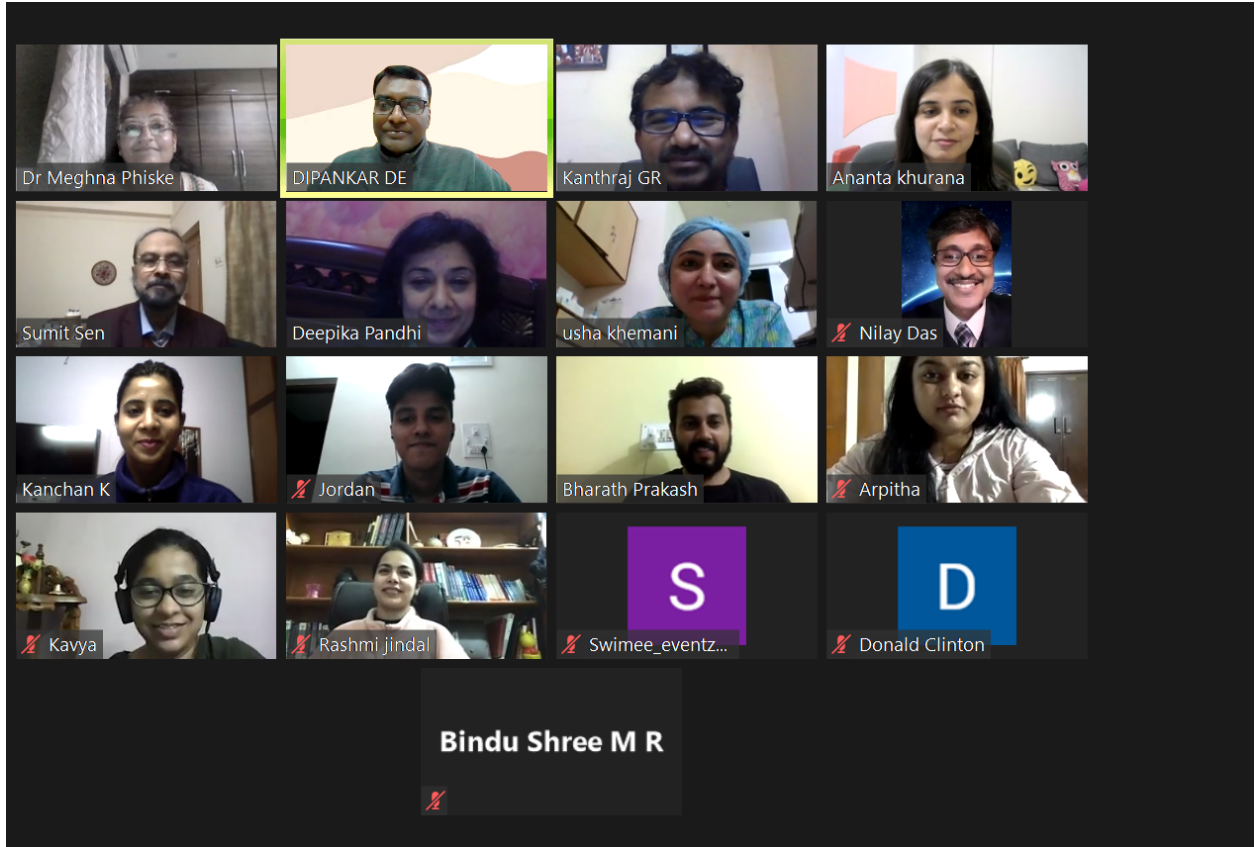 Dr Meghna Phiske
DIPANKAR DE
Kanthraj GR
Ananta khurana
Sumit Sen
Deepika Pandhi
usha khemani
Nilay Das
Kanchan K
Jordan
Bharath Prakash
Arpitha
Kavya
Rashmi jindal
S
Swimee_eventz...
D
Donald Clinton
Bindu Shree M R